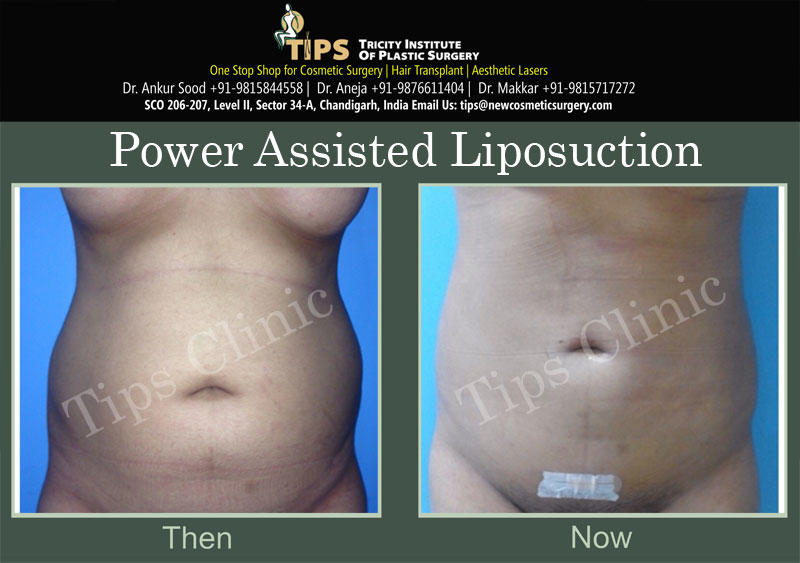 TIPS TRICITY INSTITUTE
OF PLASTIC SURGERY
One Stop Shop for Cosmetic Surgery | Hair Transplant | Aesthetic Lasers
Dr. Ankur Sood +91-9815844558 | Dr. Aneja +91-9876611404 | Dr. Makkar +91-9815717272
SCO 206-207, Level II, Sector 34-A, Chandigarh, India Email Us: tips@newcosmeticsurgery.com
Power Assisted Liposuction
Tips Clinic
Tips Clinic
Then
Now